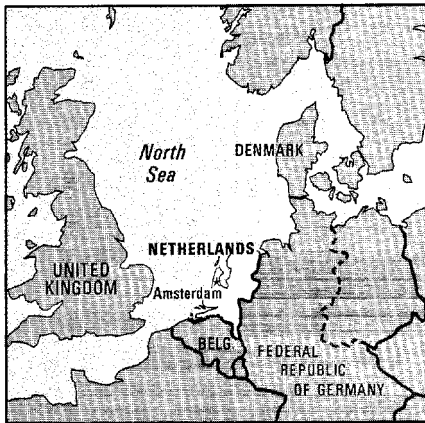 North
Sea
DENMARK
NETHERLANDS
UNITED
KINGDOM
Amsterdam
BELG
FEDERAL
REPUBLIC
OF GERMANY